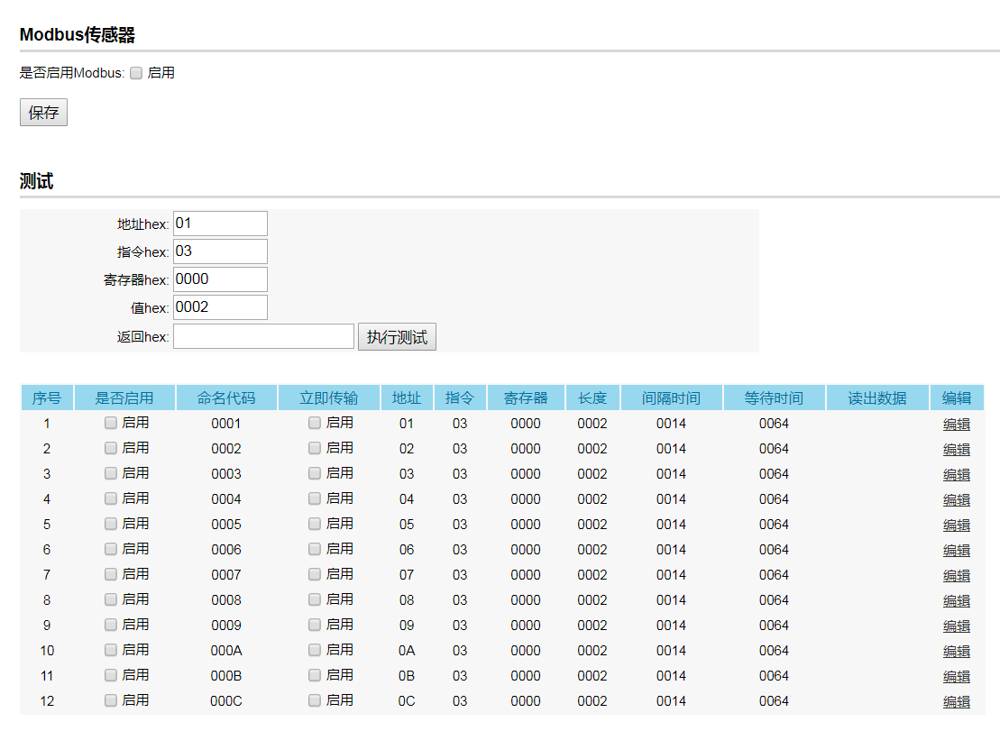 Modbus传感器
是否启用Modbus: 启用
保存
测试
地址hex: 01
指令hex: 03
寄存器hex: 0000
值hex: 0002
返回hex: 执行测试
序号 是否启用 命名代码 立即传输 地址 指令 寄存器 长度 间隔时间 等待时间 读出数据 编辑
1 启用 0001 启用 01 03 0000 0002 0014 0064 编辑
2 启用 0002 启用 02 03 0000 0002 0014 0064 编辑
3 启用 0003 启用 03 03 0000 0002 0014 0064 编辑
4 启用 0004 启用 04 03 0000 0002 0014 0064 编辑
5 启用 0005 启用 05 03 0000 0002 0014 0064 编辑
6 启用 0006 启用 06 03 0000 0002 0014 0064 编辑
7 启用 0007 启用 07 03 0000 0002 0014 0064 编辑
8 启用 0008 启用 08 03 0000 0002 0014 0064 编辑
9 启用 0009 启用 09 03 0000 0002 0014 0064 编辑
10 启用 000A 启用 0A 03 0000 0002 0014 0064 编辑
11 启用 000B 启用 0B 03 0000 0002 0014 0064 编辑
12 启用 000C 启用 0C 03 0000 0002 0014 0064 编辑